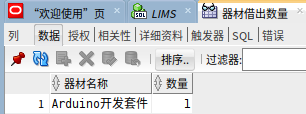 “欢迎使用”页 LIMS 器材借出数量
列 数据 授权 相关性 详细资料 触发器 SQL 错误
排序.. 过滤器:
器材名称 数量
1 Arduino开发套件 1